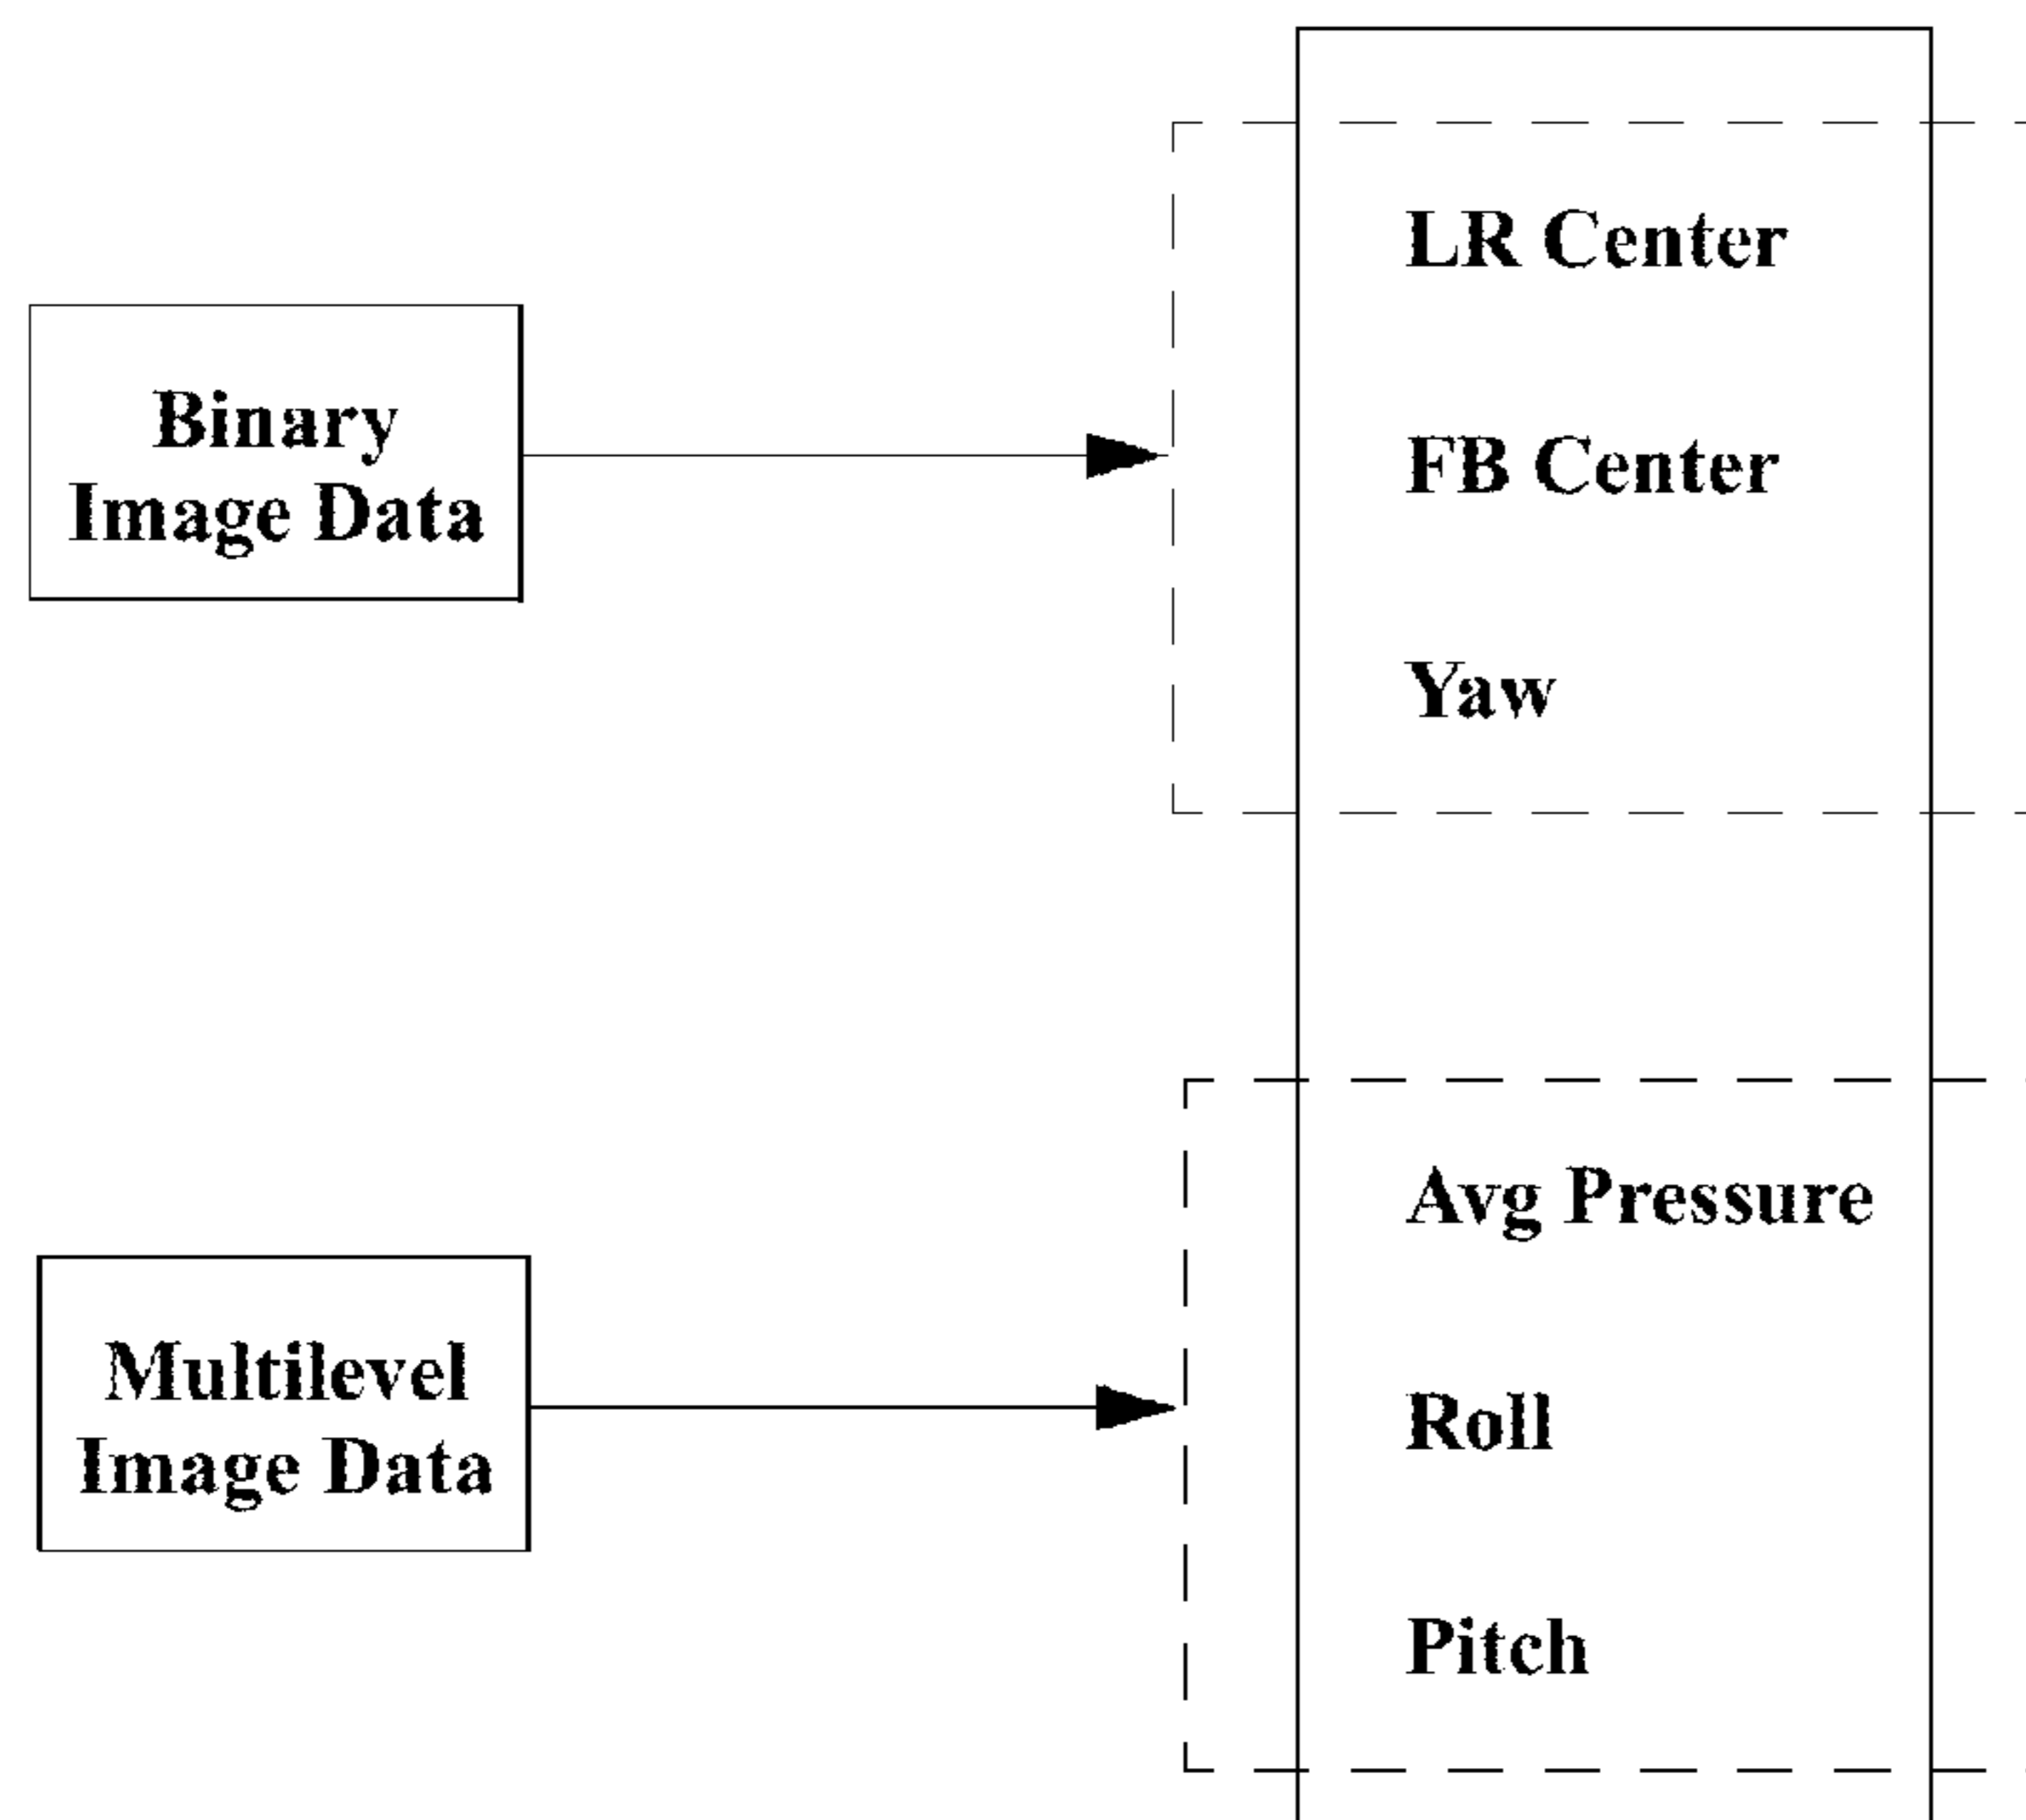 Binary
Image Data
LR Center
FB Center
Yaw
Multilevel
Image Data
Avg Pressure
Roll
Pitch